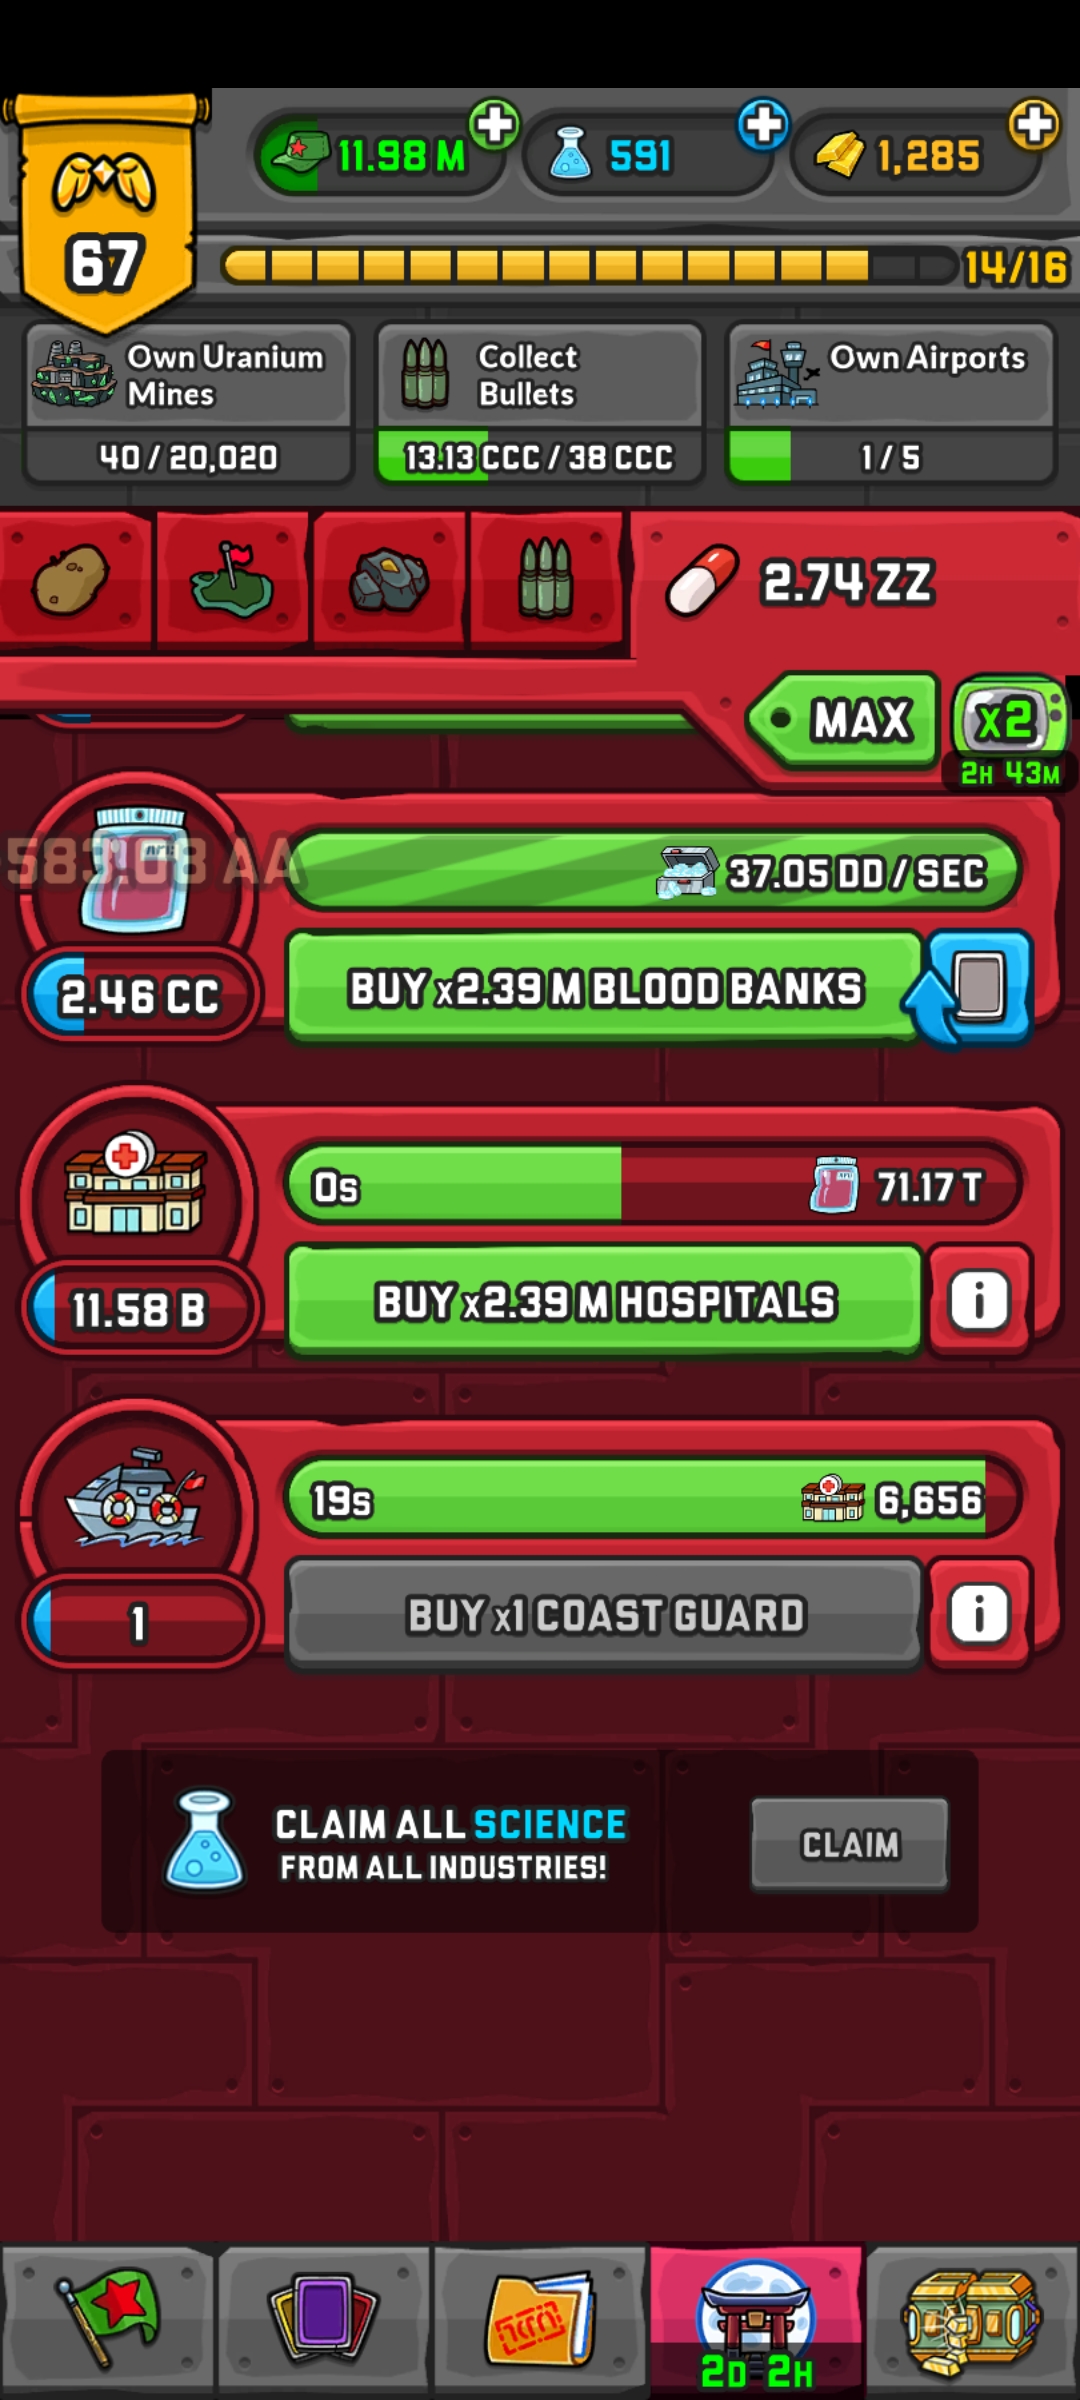 11.98 M
591
1,285
67
14/16
Own Uranium
Mines
40 / 20,020
Collect
Bullets
13.13 CCC / 38 CCC
Own Airports
1 / 5
2.74 ZZ
MAX
x2
2H 43M
583.08 AA
37.05 DD / SEC
2.46 CC
BUY x2.39 M BLOOD BANKS
0s
71.17 T
11.58 B
BUY x2.39 M HOSPITALS
i
19s
6,656
1
BUY x1 COAST GUARD
i
CLAIM ALL SCIENCE
FROM ALL INDUSTRIES!
CLAIM
2D 2H